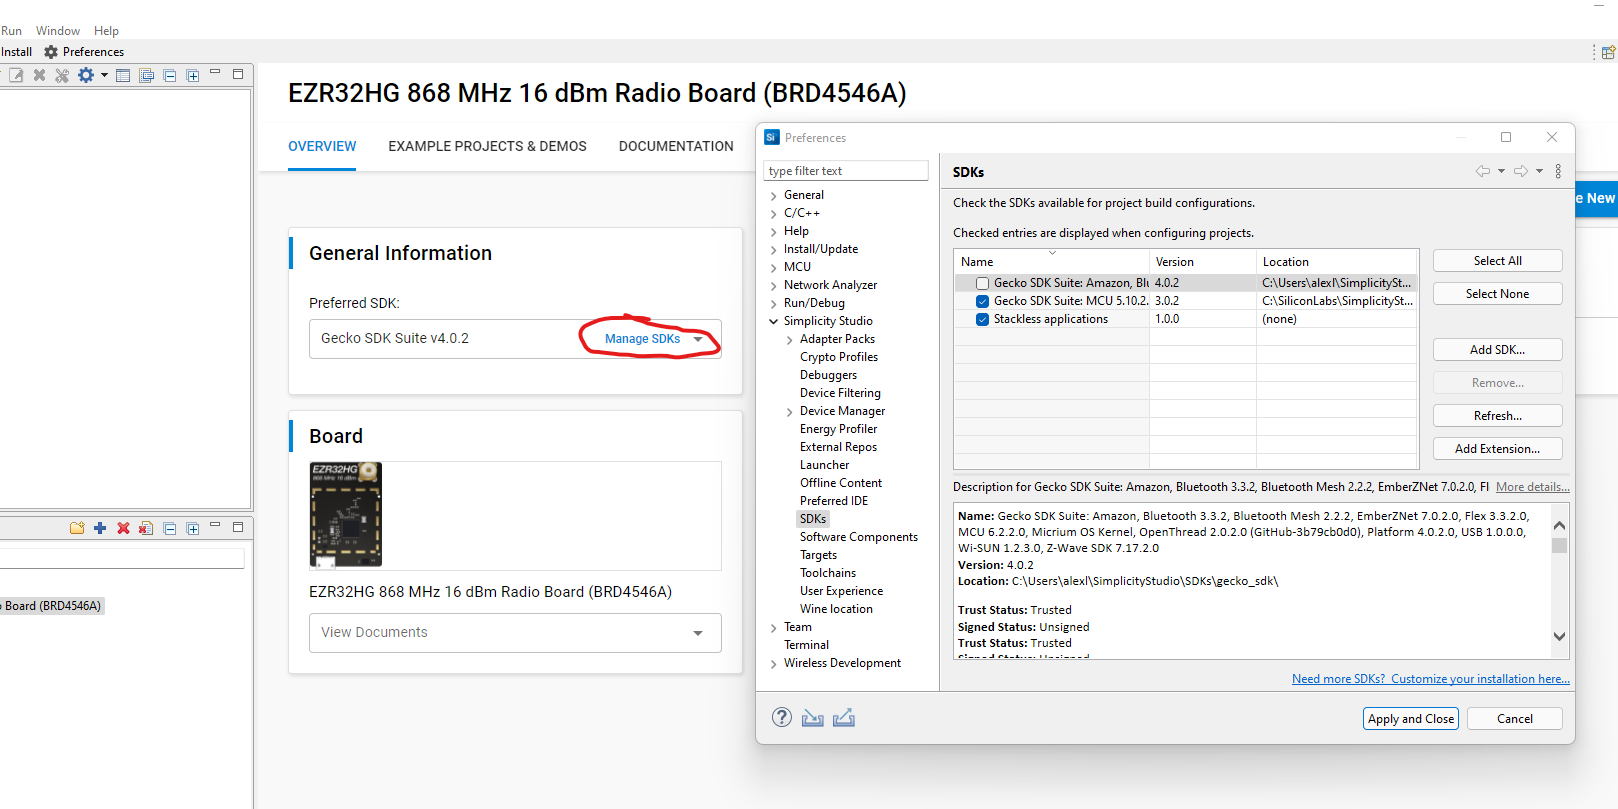 Run Window Help
Install Preferences
EZR32HG 868 MHz 16 dBm Radio Board (BRD4546A)
OVERVIEW EXAMPLE PROJECTS & DEMOS DOCUMENTATION
e New
General Information
Preferred SDK:
Gecko SDK Suite v4.0.2 Manage SDKs
Board
EZR32HG
868 MHz 16 dBm
EZR32HG 868 MHz 16 dBm Radio Board (BRD4546A)
View Documents
o Board (BRD4546A)
Si Preferences
type filter text
General
C/C++
Help
Install/Update
MCU
Network Analyzer
Run/Debug
Simplicity Studio
Adapter Packs
Crypto Profiles
Debuggers
Device Filtering
Device Manager
Energy Profiler
External Repos
Launcher
Offline Content
Preferred IDE
SDKs
Software Components
Targets
Toolchains
User Experience
Wine location
Team
Terminal
Wireless Development
SDKs
Check the SDKs available for project build configurations.
Checked entries are displayed when configuring projects.
Name Version Location
Gecko SDK Suite: Amazon, Blu 4.0.2 C:\Users\alexl\SimplicitySt...
Gecko SDK Suite: MCU 5.10.2. 3.0.2 C:\SiliconLabs\SimplicitySt...
Stackless applications 1.0.0 (none)
Select All
Select None
Add SDK...
Remove...
Refresh...
Add Extension...
Description for Gecko SDK Suite: Amazon, Bluetooth 3.3.2, Bluetooth Mesh 2.2.2, EmberZNet 7.0.2.0, Fl More details...
Name: Gecko SDK Suite: Amazon, Bluetooth 3.3.2, Bluetooth Mesh 2.2.2, EmberZNet 7.0.2.0, Flex 3.3.2.0,
MCU 6.2.2.0, Micrium OS Kernel, OpenThread 2.0.2.0 (GitHub-3b79cb0d0), Platform 4.0.2.0, USB 1.0.0.0,
Wi-SUN 1.2.3.0, Z-Wave SDK 7.17.2.0
Version: 4.0.2
Location: C:\Users\alexl\SimplicityStudio\SDKs\gecko_sdk\
Trust Status: Trusted
Signed Status: Unsigned
Trust Status: Trusted
Signed Status: Unsigned
Need more SDKs? Customize your installation here...
? Apply and Close Cancel